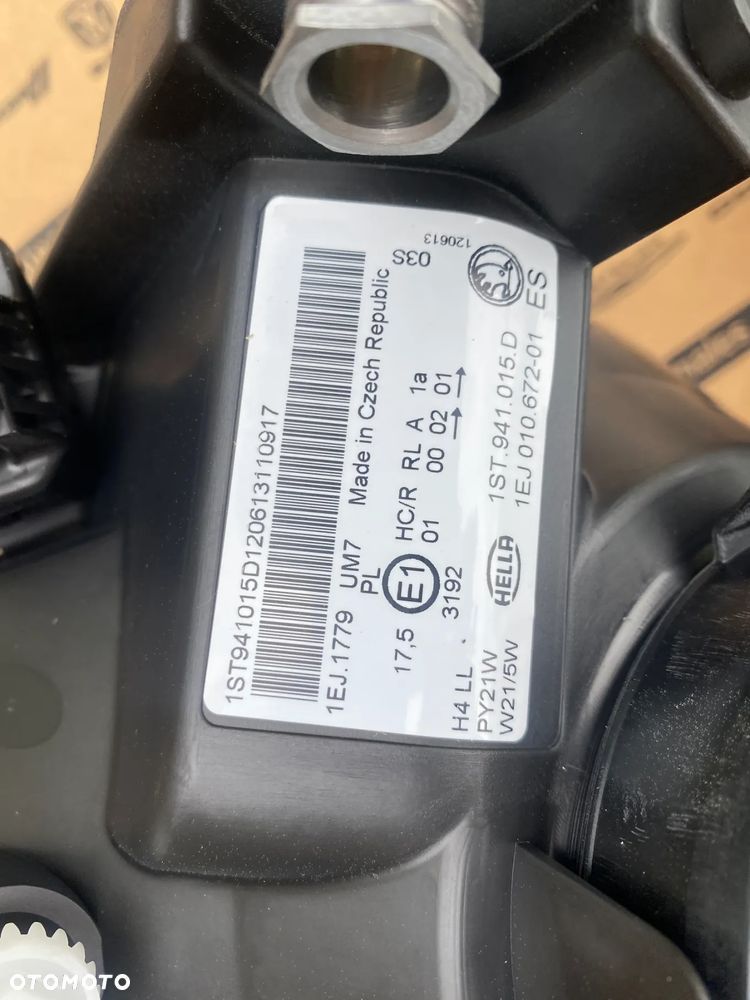 1ST941015D120613110917
1EJ.1779 UM7 Made in Czech Republic 03S
PL 120613
17,5 E1 HC/R RL A 1a
01 00 02 01
3192
H4 LL
PY21W
W21/5W
HELLA
1ST.941.015.D
1EJ 010.672-01 ES
OTOMOTO